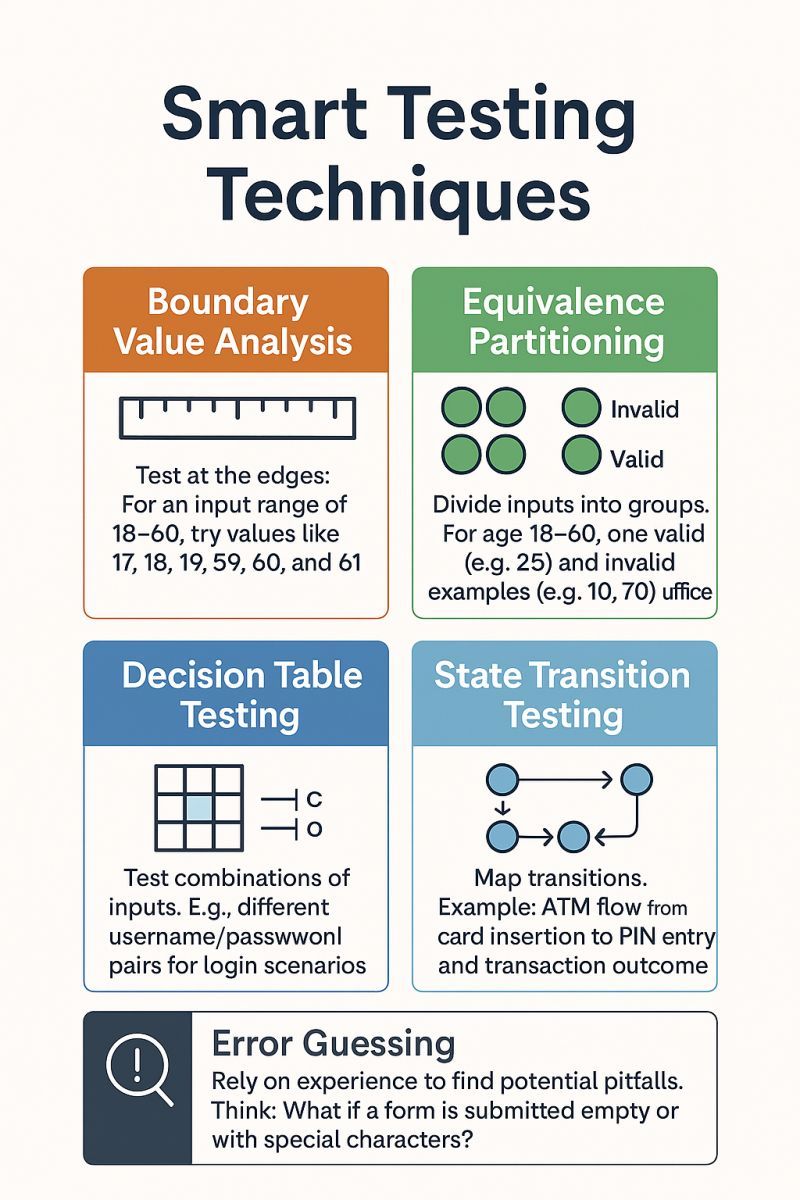 Smart Testing
Techniques
Boundary
Value Analysis
Test at the edges:
For an input range of
18–60, try values like
17, 18, 19, 59, 60, and 61
Equivalence
Partitioning
Invalid
Valid
Divide inputs into groups.
For age 18–60, one valid
(e.g. 25) and invalid
examples (e.g. 10, 70) uffice
Decision Table
Testing
C
O
Test combinations of
inputs. E.g., different
username/passwwonl
pairs for login scenarios
State Transition
Testing
Map transitions.
Example: ATM flow from
card insertion to PIN entry
and transaction outcome
!
Error Guessing
Rely on experience to find potential pitfalls.
Think: What if a form is submitted empty or
with special characters?